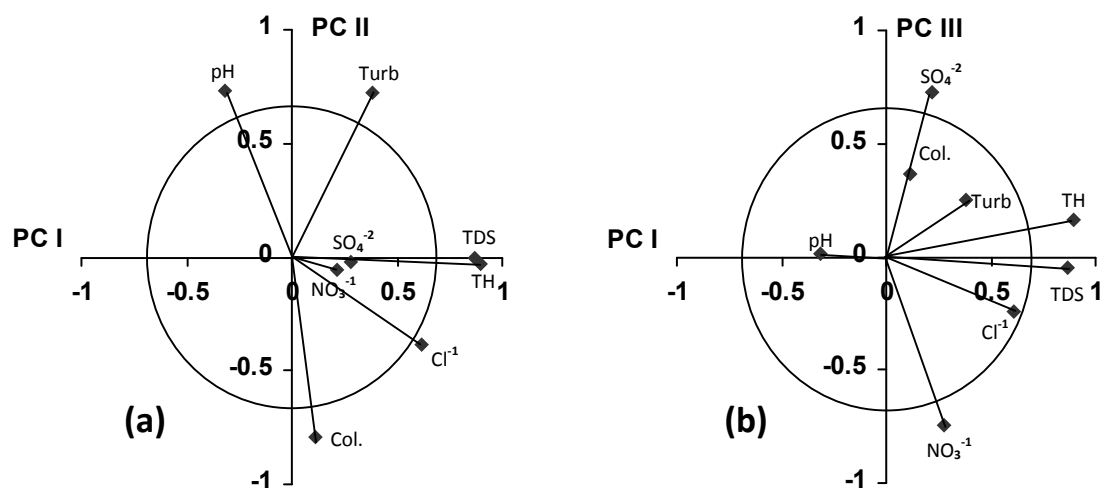 1
PC II
pH
Turb
0.5
PC I
SO₄⁻²
TDS
0
-1
-0.5
0
0.5
1
NO₃⁻¹
TH
Cl⁻¹
-0.5
(a)
Col.
-1
1
PC III
SO₄⁻²
0.5
Col.
Turb
TH
PC I
pH
0
-1
-0.5
0
0.5
1
TDS
Cl⁻¹
-0.5
(b)
NO₃⁻¹
-1